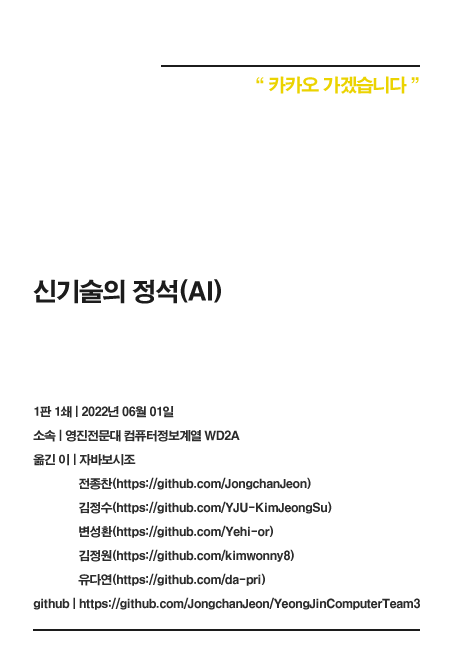 “ 카카오 가겠습니다 ”
신기술의 정석(AI)
1판 1쇄 | 2022년 06월 01일
소속 | 영진전문대 컴퓨터정보계열 WD2A
옮긴 이 | 자바보시조
전종찬(https://github.com/JongchanJeon)
김정수(https://github.com/YJU-KimJeongSu)
변성환(https://github.com/Yehi-or)
김정원(https://github.com/kimwonny8)
유다연(https://github.com/da-pri)
github | https://github.com/JongchanJeon/YeongJinComputerTeam3